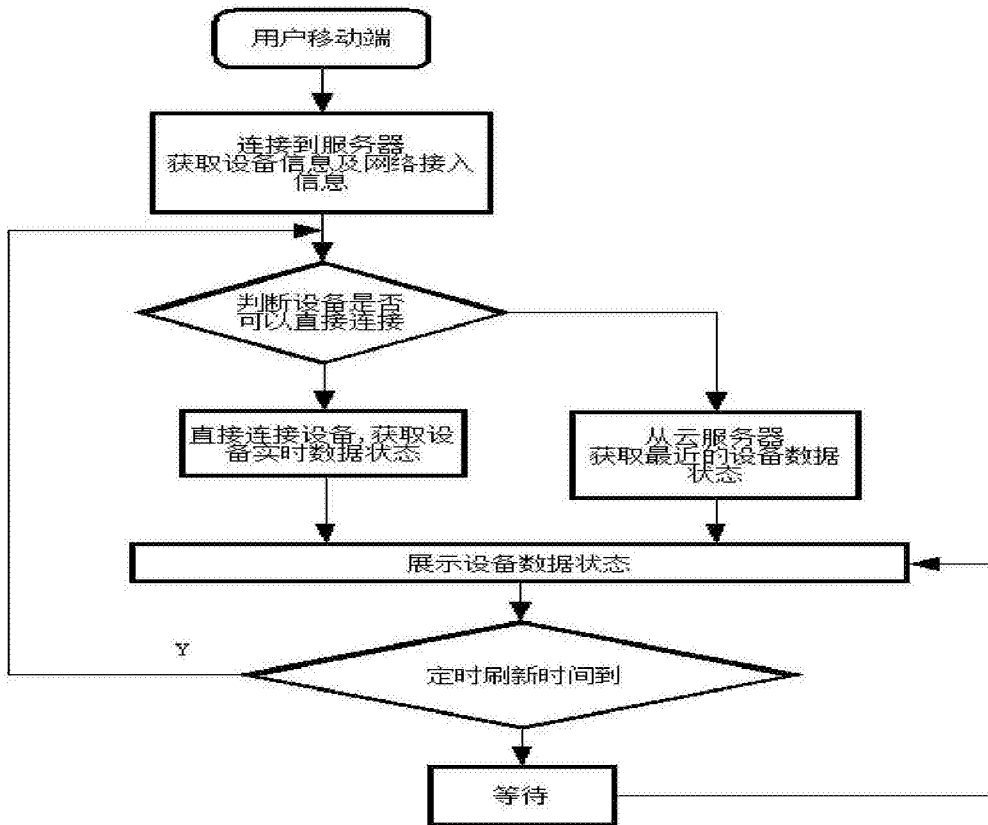 用户移动端
连接到服务器
获取设备信息及网络接入
信息
判断设备是否
可以直接连接
直接连接设备,获取设
备实时数据状态
从云服务器
获取最近的设备数据
状态
展示设备数据状态
Y
定时刷新时间到
等待